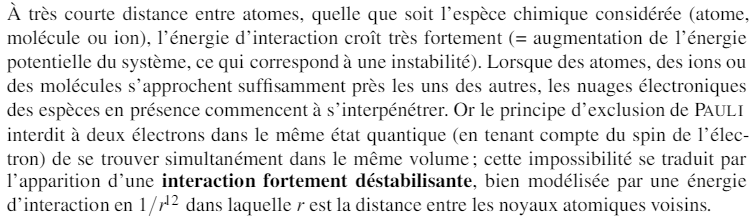 À très courte distance entre atomes, quelle que soit l'espèce chimique considérée (atome,
molécule ou ion), l'énergie d'interaction croît très fortement (= augmentation de l'énergie
potentielle du système, ce qui correspond à une instabilité). Lorsque des atomes, des ions ou
des molécules s'approchent suffisamment près les uns des autres, les nuages électroniques
des espèces en présence commencent à s'interpénétrer. Or le principe d'exclusion de PAULI
interdit à deux électrons dans le même état quantique (en tenant compte du spin de l'élec-
tron) de se trouver simultanément dans le même volume ; cette impossibilité se traduit par
l'apparition d'une interaction fortement déstabilisante, bien modélisée par une énergie
d'interaction en 1/r¹² dans laquelle r est la distance entre les noyaux atomiques voisins.